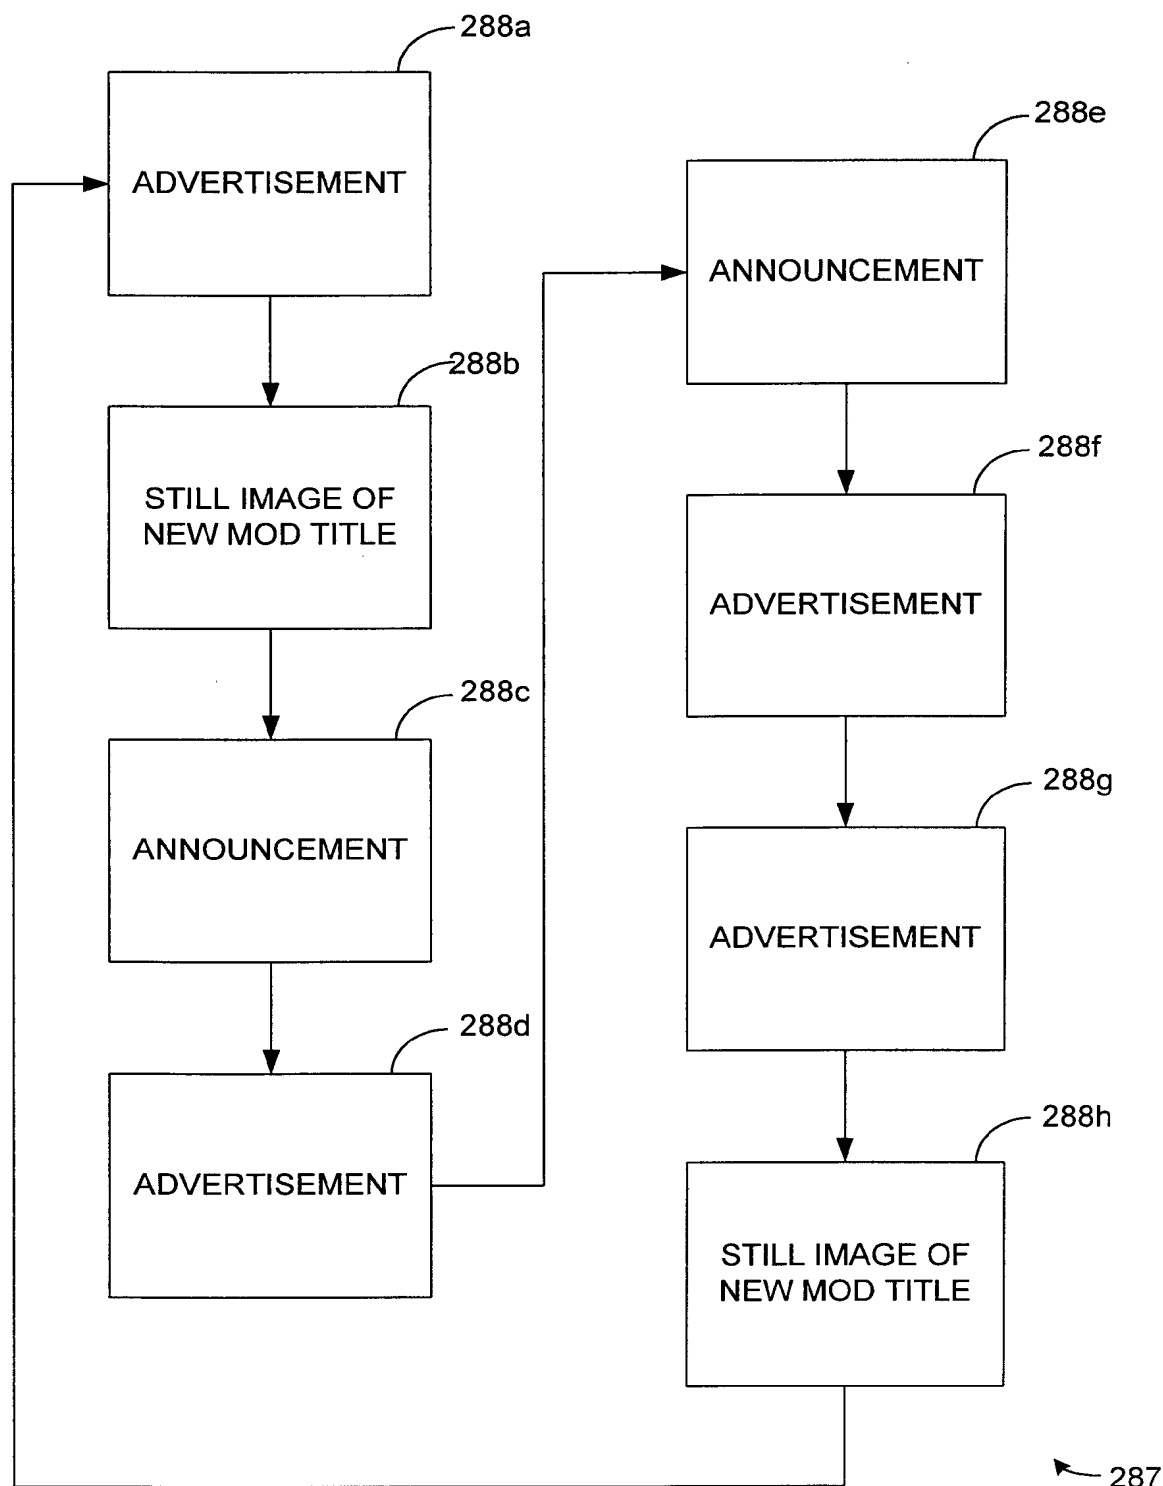 288a
ADVERTISEMENT
288b
STILL IMAGE OF
NEW MOD TITLE
288c
ANNOUNCEMENT
288d
ADVERTISEMENT
288e
ANNOUNCEMENT
288f
ADVERTISEMENT
288g
ADVERTISEMENT
288h
STILL IMAGE OF
NEW MOD TITLE
287